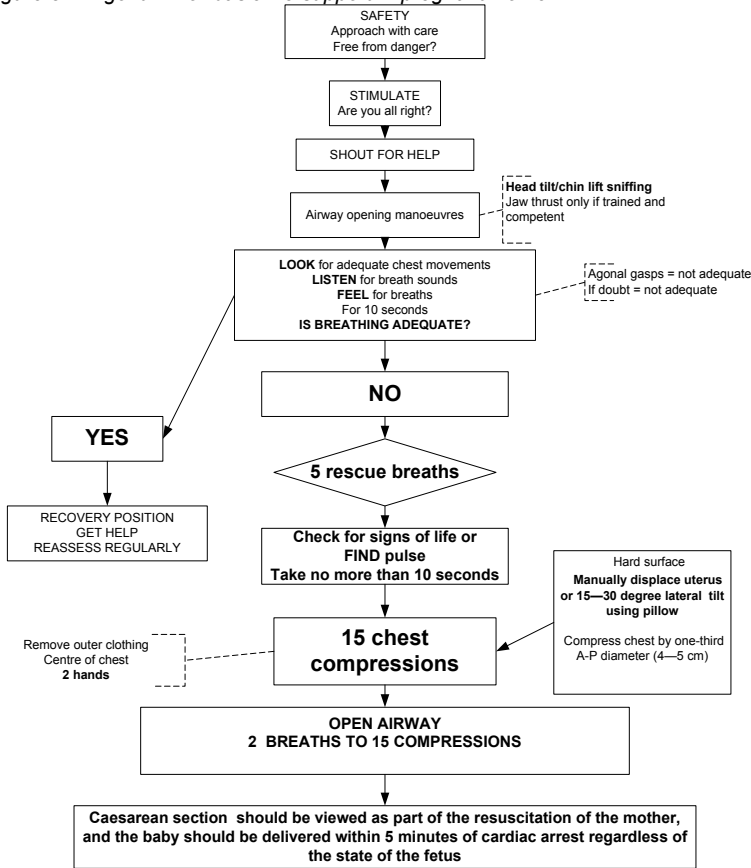 SAFETY
Approach with care
Free from danger?
STIMULATE
Are you all right?
SHOUT FOR HELP
Airway opening manoeuvres
Head tilt/chin lift sniffing
Jaw thrust only if trained and
competent
LOOK for adequate chest movements
LISTEN for breath sounds
FEEL for breaths
For 10 seconds
IS BREATHING ADEQUATE?
Agonal gasps = not adequate
If doubt = not adequate
NO
YES
5 rescue breaths
RECOVERY POSITION
GET HELP
REASSESS REGULARLY
Check for signs of life or
FIND pulse
Take no more than 10 seconds
Hard surface
Manually displace uterus
or 15—30 degree lateral tilt
using pillow
Compress chest by one-third
A-P diameter (4—5 cm)
15 chest
compressions
Remove outer clothing
Centre of chest
2 hands
OPEN AIRWAY
2 BREATHS TO 15 COMPRESSIONS
Caesarean section should be viewed as part of the resuscitation of the mother,
and the baby should be delivered within 5 minutes of cardiac arrest regardless of
the state of the fetus